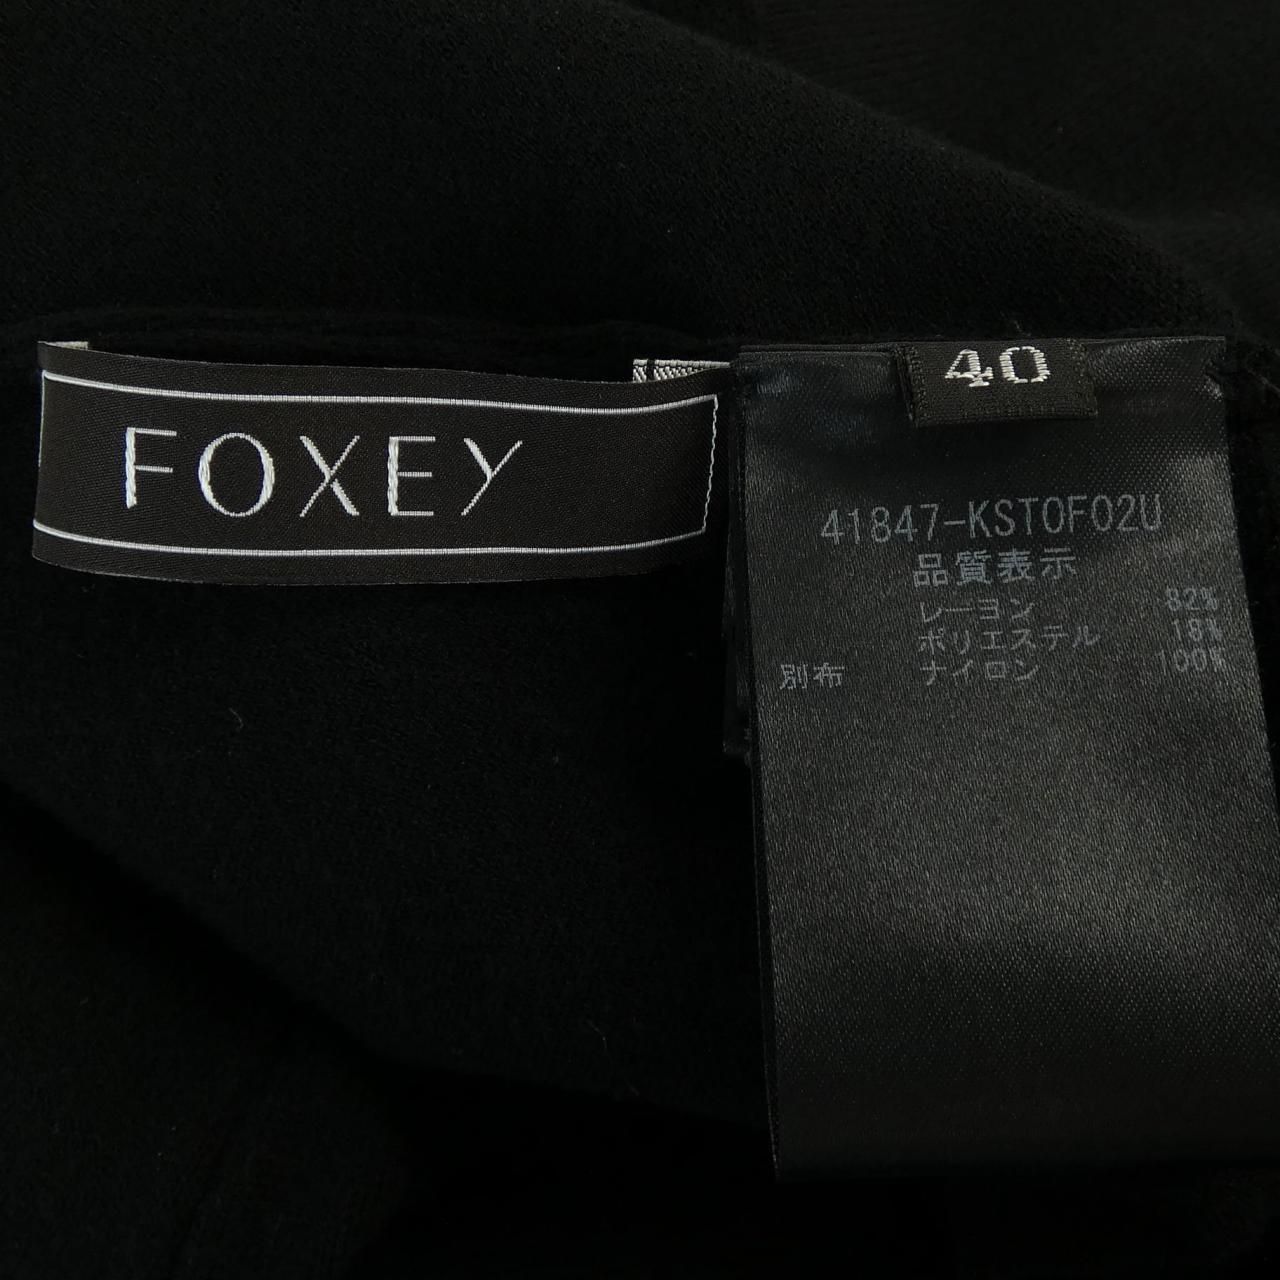 FOXEY
40
41847-KSTOF02U
品質表示
レーヨン 82%
ポリエステル 18%
別布 ナイロン 100%